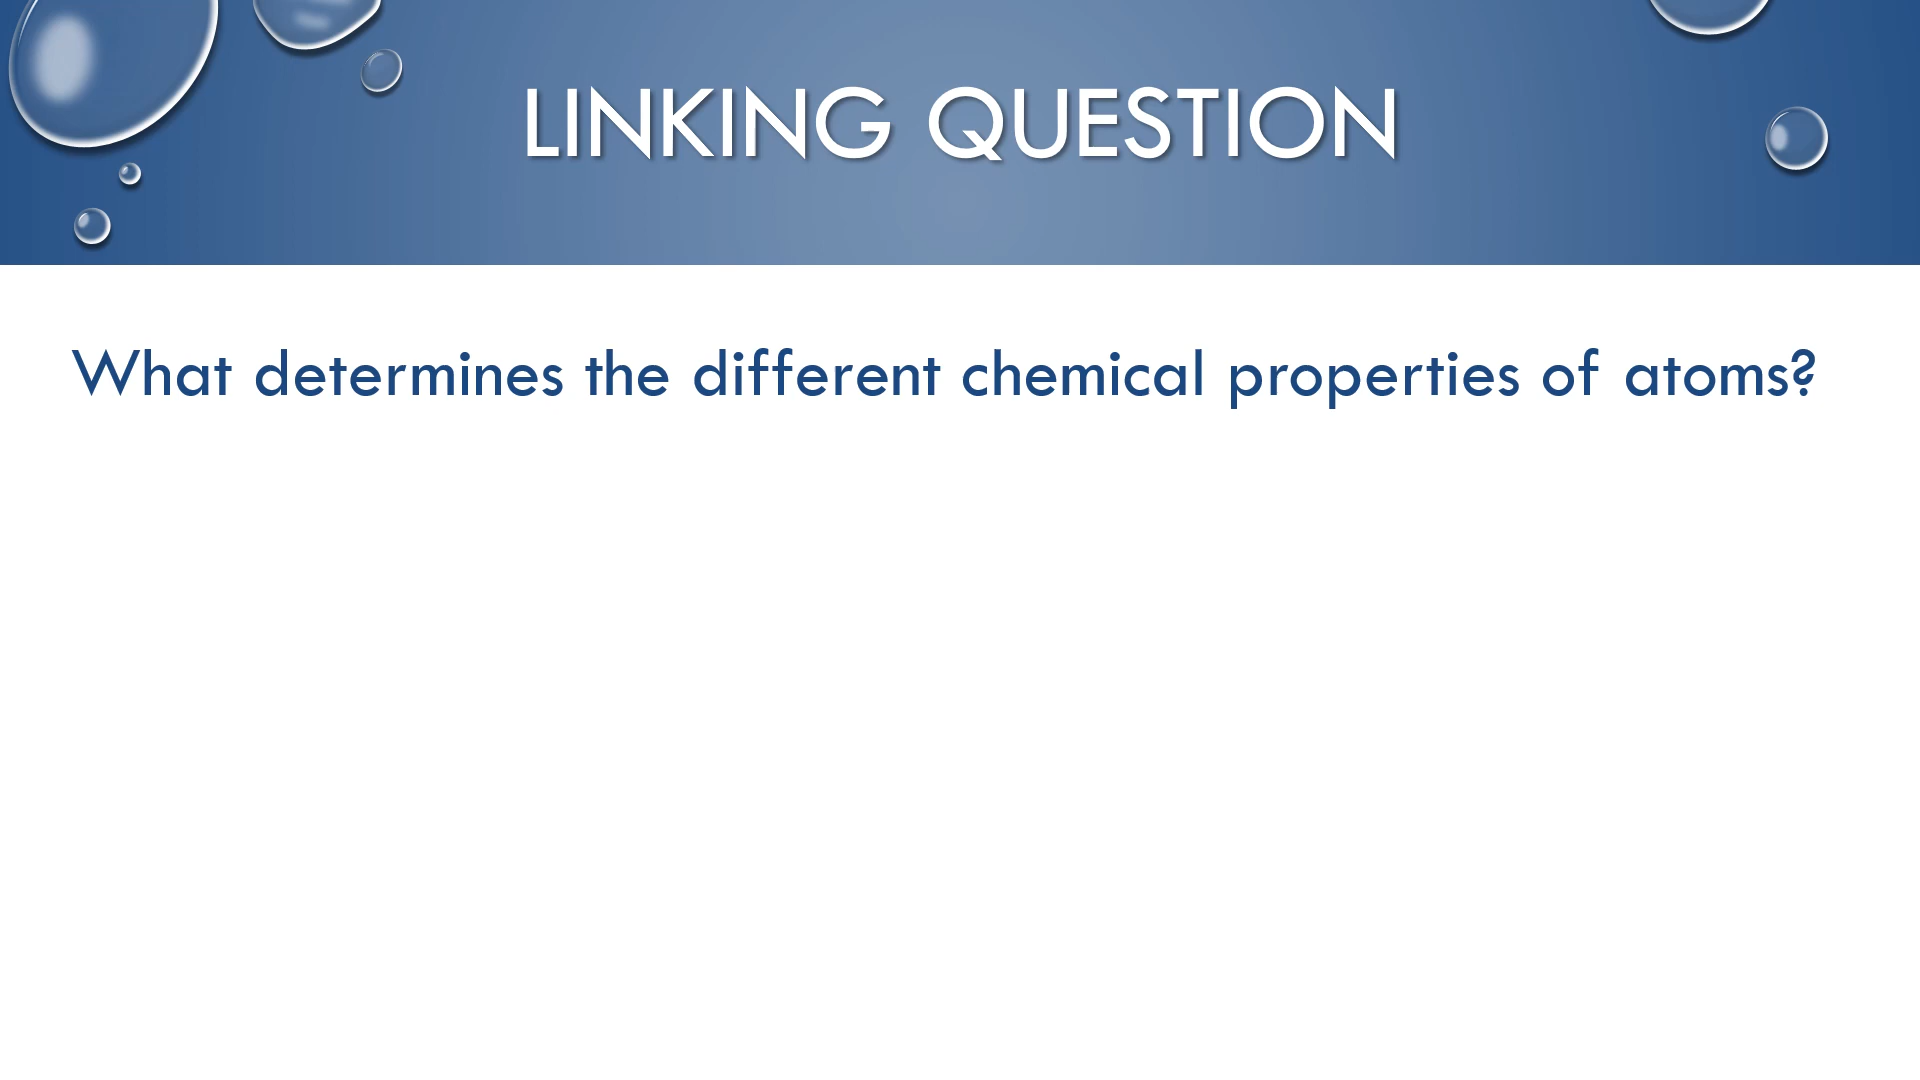 LINKING QUESTION
What determines the different chemical properties of atoms?